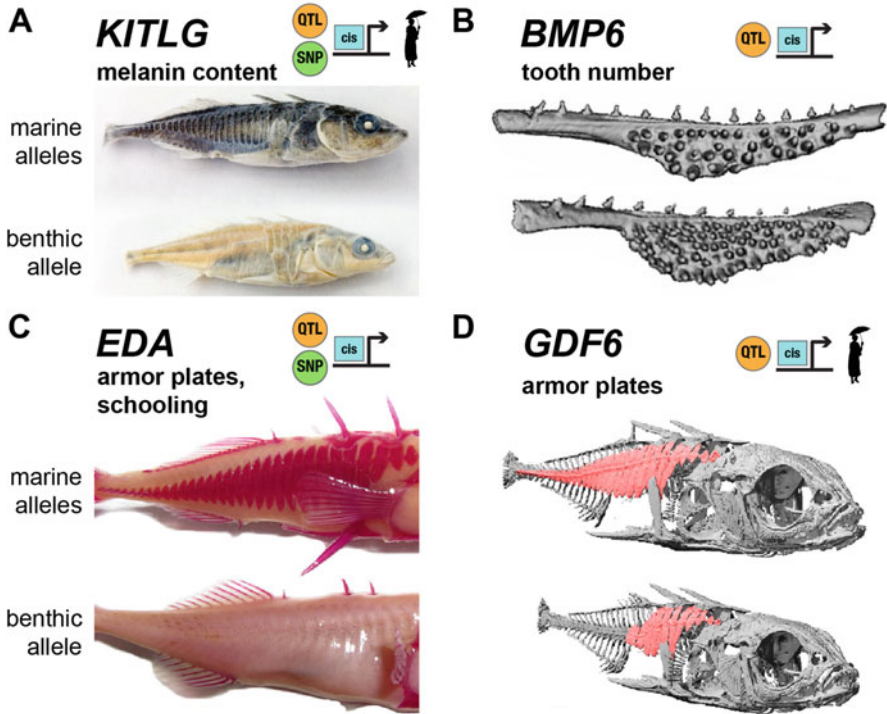 A
KITLG
melanin content
QTL
SNP
cis
marine
alleles
benthic
allele
B
BMP6
tooth number
QTL
cis
C
EDA
armor plates,
schooling
QTL
SNP
cis
marine
alleles
benthic
allele
D
GDF6
armor plates
QTL
cis